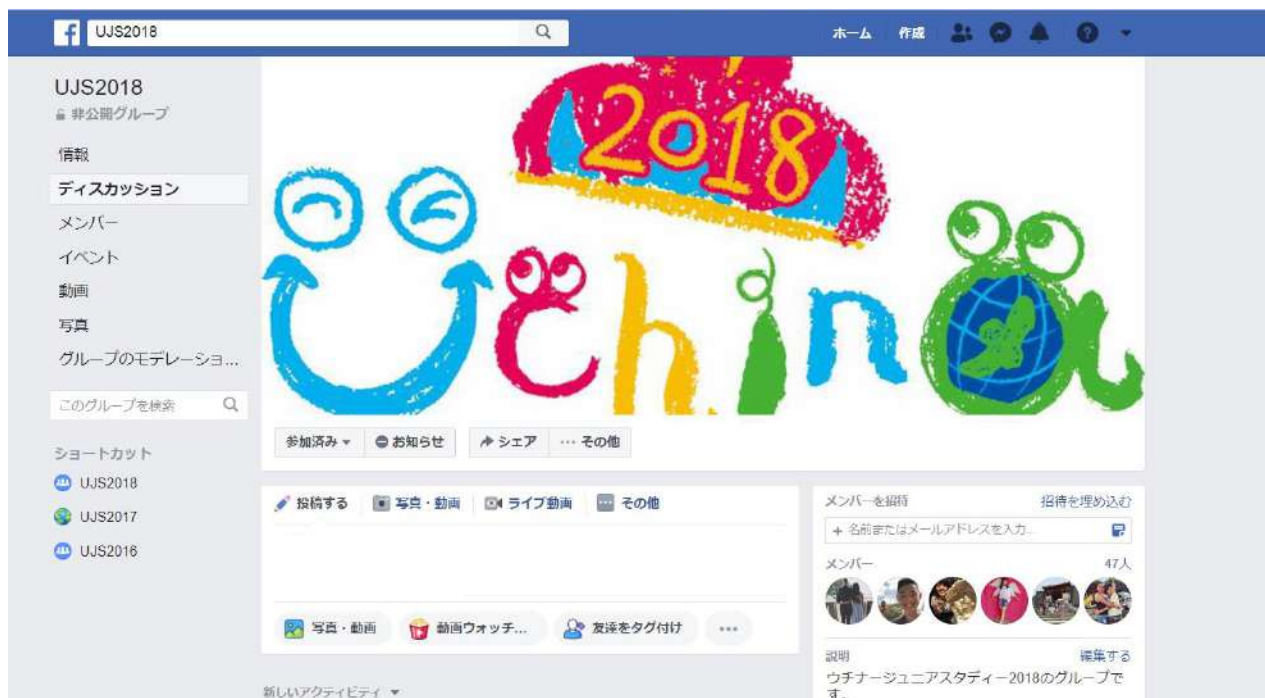 UJS2018
ホーム 作成
UJS2018
非公開グループ
情報
ディスカッション
メンバー
イベント
動画
写真
グループのモデレーショ...
このグループを検索
ショートカット
UJS2018
UJS2017
UJS2016
2018
Uchina
参加済み お知らせ シェア ... その他
投稿する 写真・動画 ライブ動画 その他
写真・動画 動画ウォッチ... 友達をタグ付け ...
新しいアクティビティ
メンバーを招待 招待を埋め込む
+ 名前またはメールアドレスを入力...
メンバー 47人
説明 編集する
ウチナージュニアスタディー2018のグループで
す。